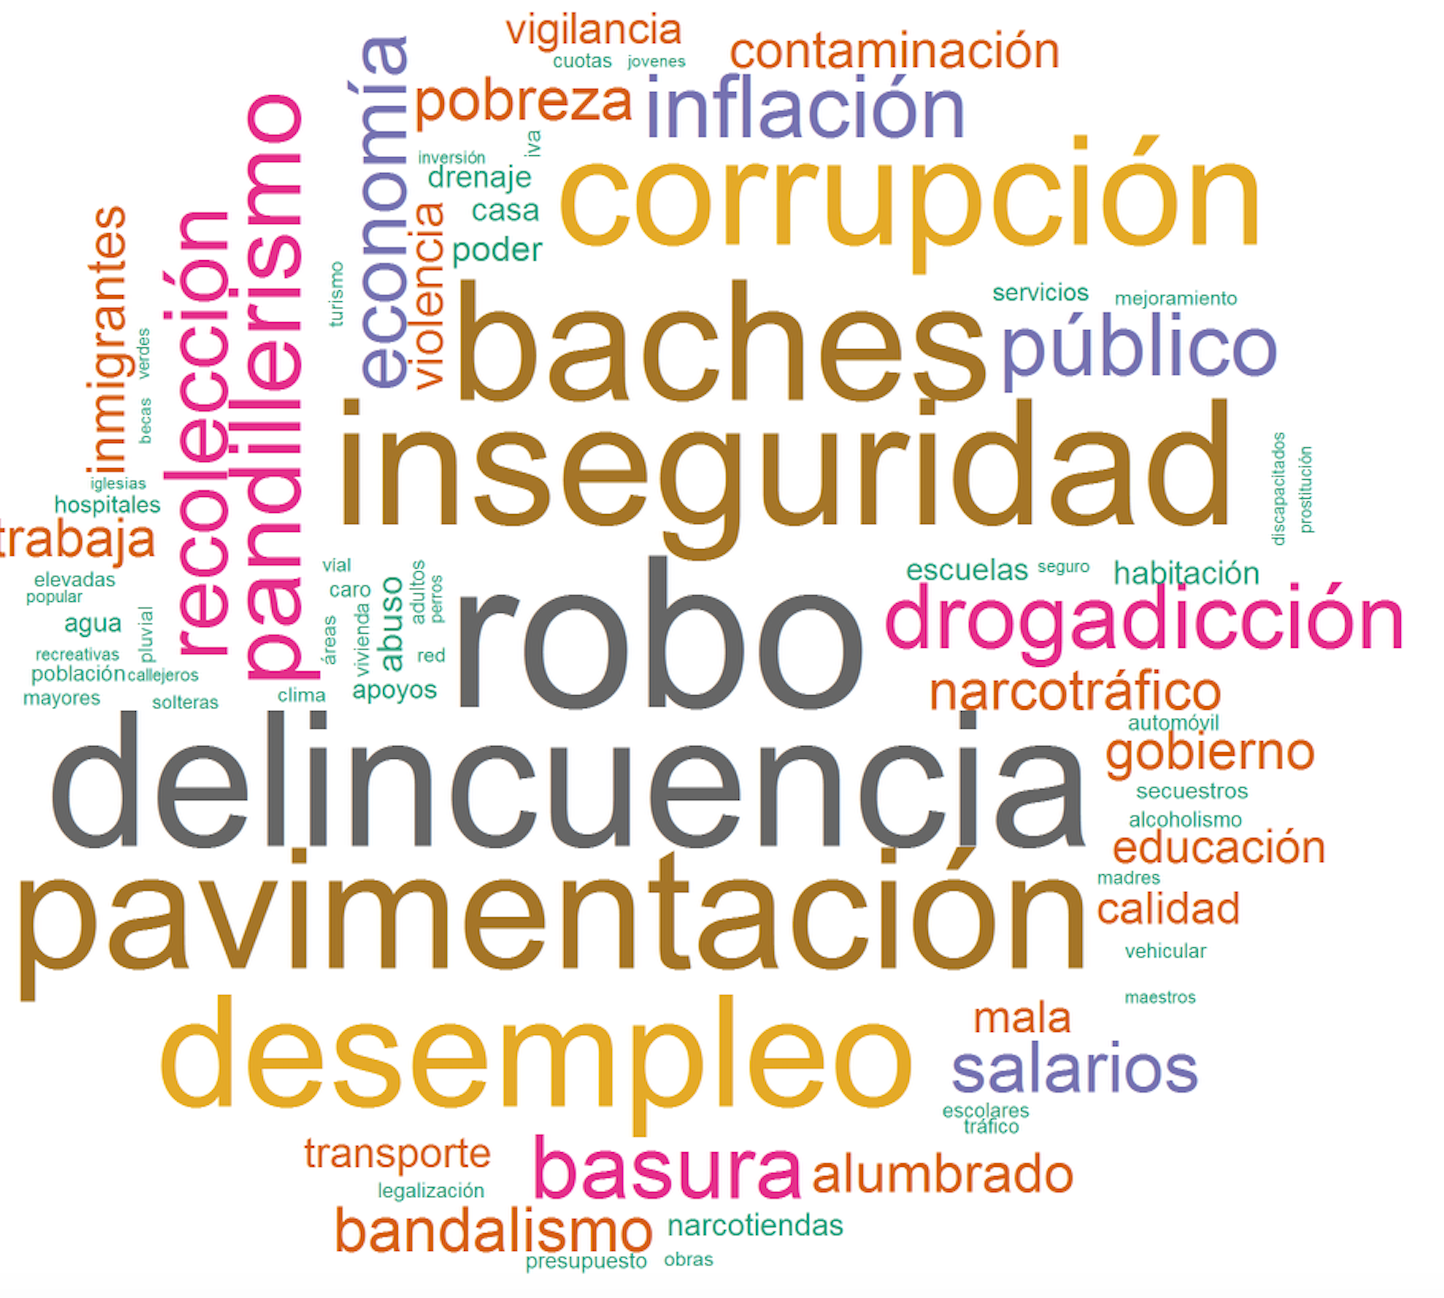 vigilancia
contaminación
cuotas
jovenes
economía
pobreza
inflación
iva
inversión
drenaje
corrupción
casa
poder
violencia
pandillerismo
recolección
inmigrantes
turismo
verdes
becas
baches
servicios
mejoramiento
público
inseguridad
discapacitados
prostitución
iglesias
hospitales
trabaja
elevadas
popular
agua
pluvial
recreativas
población
callejeros
mayores
solteras
vial
caro
áreas
vivienda
abuso
adultos
perros
red
clima
apoyos
robo
escuelas
seguro
habitación
drogadicción
narcotráfico
automóvil
delincuencia
gobierno
secuestros
alcoholismo
educación
pavimentación
madres
calidad
vehicular
maestros
desempleo
mala
salarios
escolares
tráfico
transporte
basura
alumbrado
legalización
bandalismo
narcotiendas
presupuesto
obras